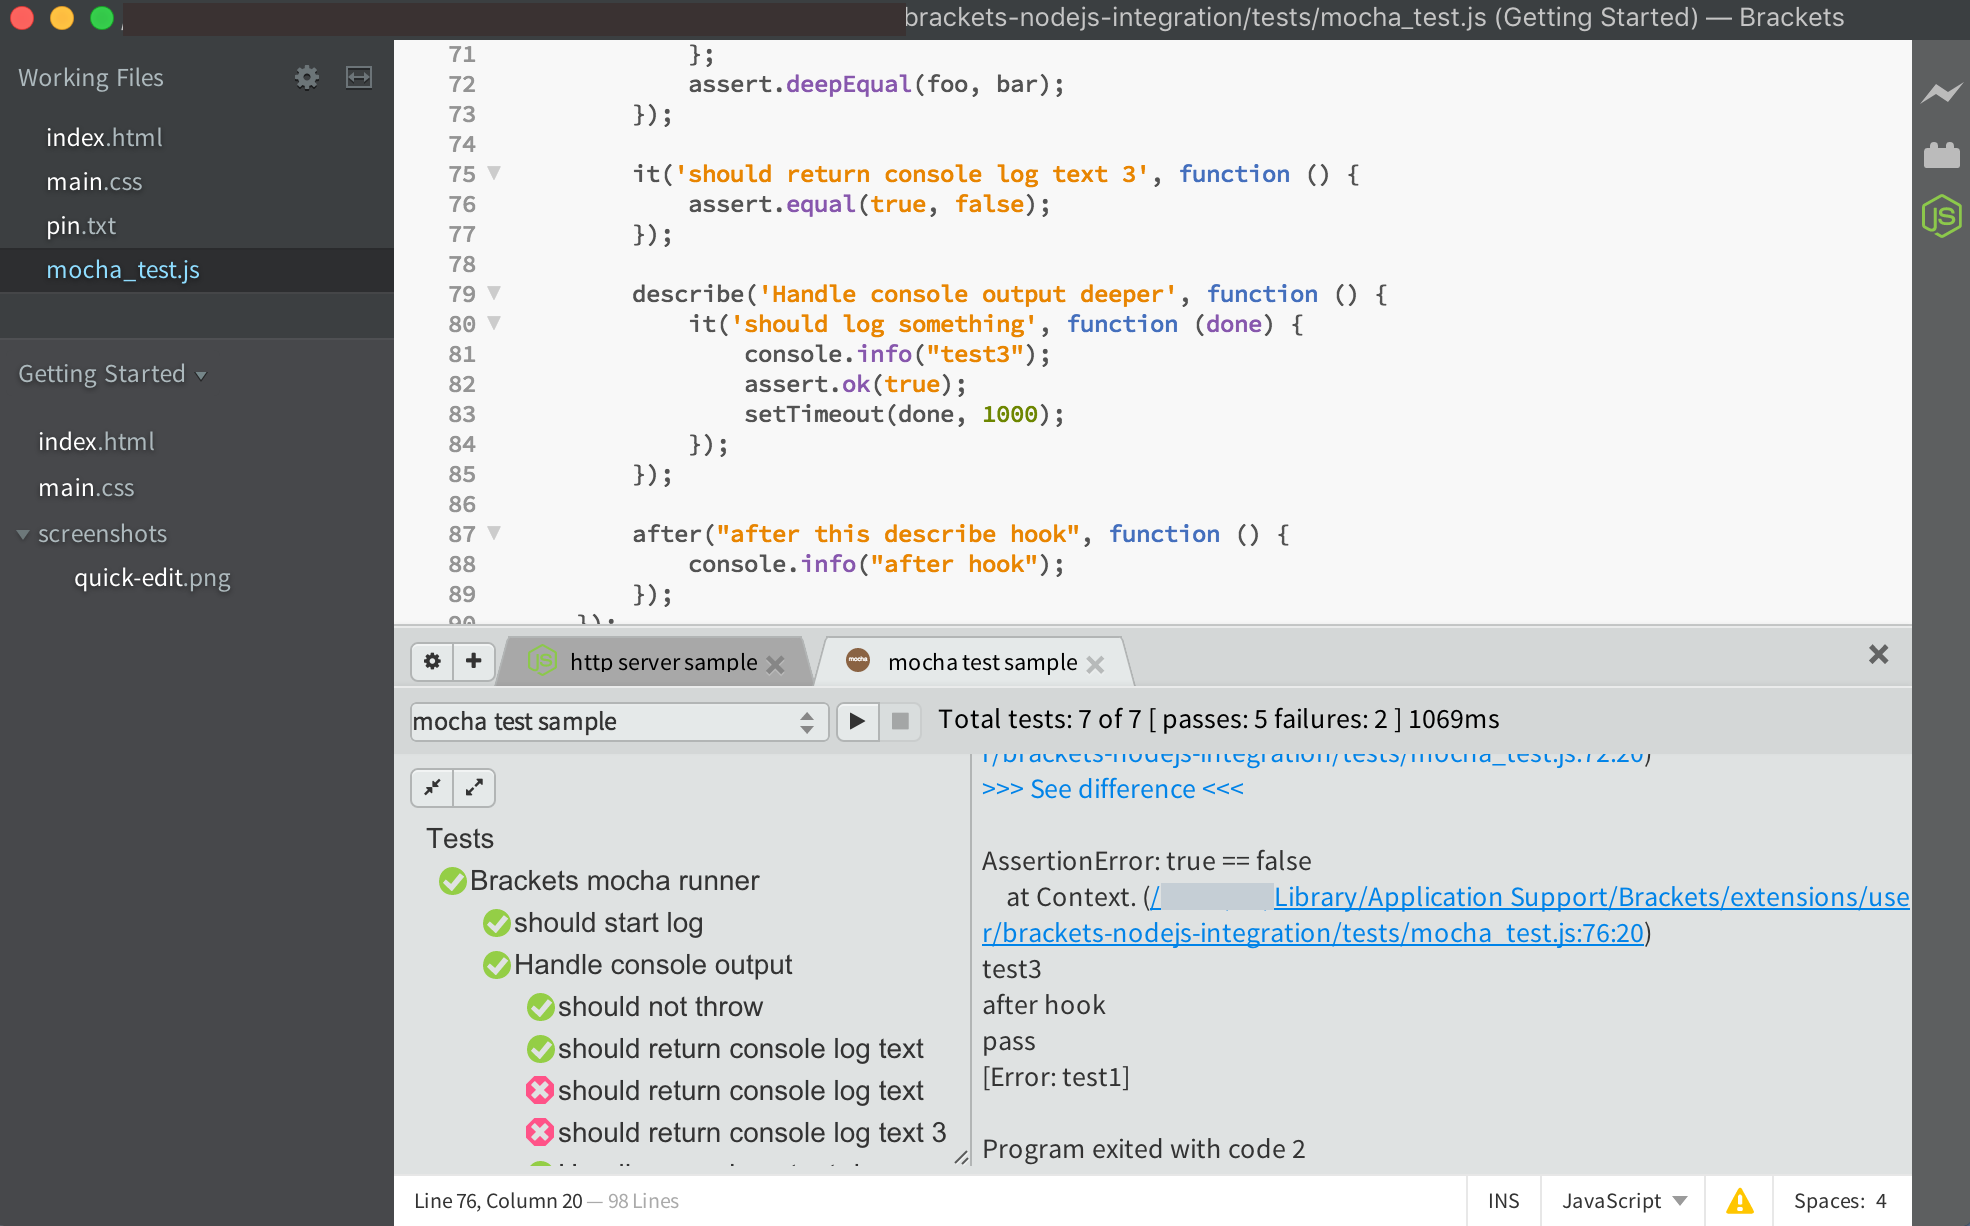 brackets-nodejs-integration/tests/mocha_test.js (Getting Started) — Brackets
Working Files
index.html
main.css
pin.txt
mocha_test.js
Getting Started
index.html
main.css
screenshots
quick-edit.png
71 };
72 assert.deepEqual(foo, bar);
73 });
74
75 it('should return console log text 3', function () {
76 assert.equal(true, false);
77 });
78
79 describe('Handle console output deeper', function () {
80 it('should log something', function (done) {
81 console.info("test3");
82 assert.ok(true);
83 setTimeout(done, 1000);
84 });
85 });
86
87 after("after this describe hook", function () {
88 console.info("after hook");
89 });
90 });
JS http server sample
mocha mocha test sample
mocha test sample
Total tests: 7 of 7 [ passes: 5 failures: 2 ] 1069ms
Tests
Brackets mocha runner
should start log
Handle console output
should not throw
should return console log text
should return console log text
should return console log text 3
r/brackets-nodejs-integration/tests/mocha_test.js:72:20)
>>> See difference <<<
AssertionError: true == false
at Context. (/ Library/Application Support/Brackets/extensions/use
r/brackets-nodejs-integration/tests/mocha_test.js:76:20)
test3
after hook
pass
[Error: test1]
Program exited with code 2
JS
Line 76, Column 20 — 98 Lines
INS
JavaScript
Spaces: 4